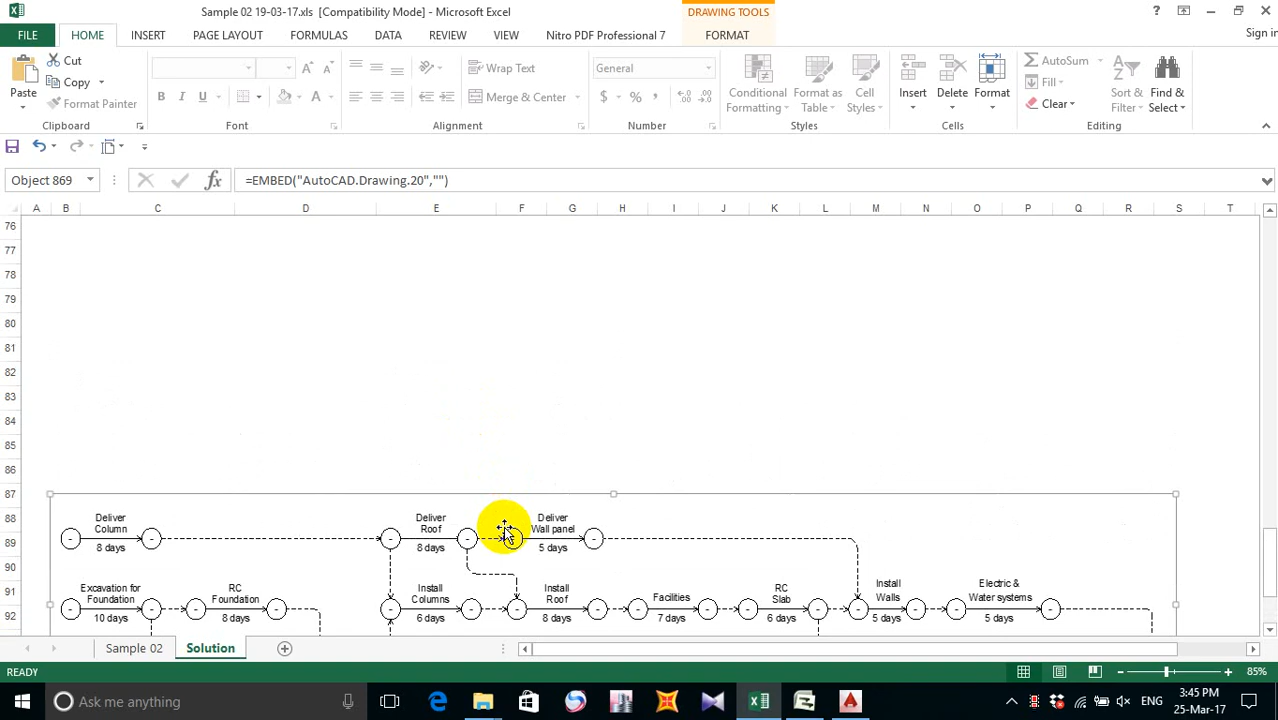 Sample 02 19-03-17.xls [Compatibility Mode] - Microsoft Excel
DRAWING TOOLS
?
FILE HOME INSERT PAGE LAYOUT FORMULAS DATA REVIEW VIEW Nitro PDF Professional 7 FORMAT Sign in
Paste
Cut
Copy
Format Painter
Clipboard
B I U
A A
A
Font
Wrap Text
Merge & Center
Alignment
General
$ % ,
Number
Conditional Formatting
Format as Table
Cell Styles
Styles
Insert
Delete
Format
Cells
AutoSum
Fill
Clear
Sort & Filter
Find & Select
Editing
Object 869 fx =EMBED("AutoCAD.Drawing.20","")
A B C D E F G H I J K L M N O P Q R S T
76
77
78
79
80
81
82
83
84
85
86
87
88
89
90
91
92
Deliver Column
8 days
Deliver Roof
8 days
Deliver Wall panel
5 days
Excavation for Foundation
10 days
RC Foundation
8 days
Install Columns
6 days
Install Roof
8 days
Facilities
7 days
RC Slab
6 days
Install Walls
5 days
Electric & Water systems
5 days
Sample 02 Solution
READY
85%
Ask me anything
ENG
3:45 PM
25-Mar-17